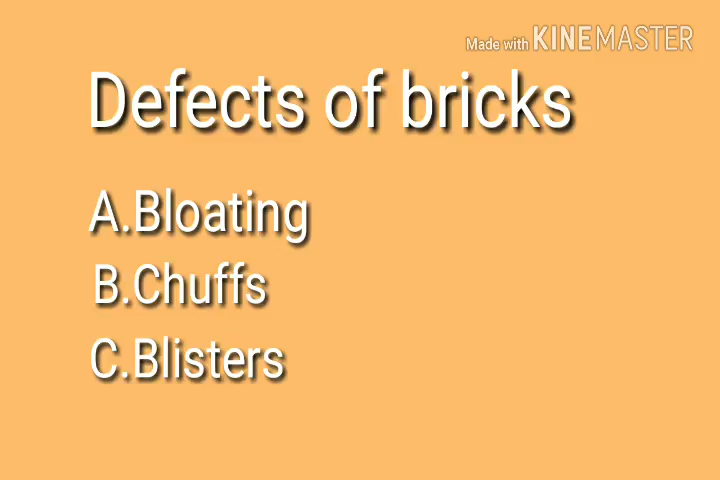 Made with KINEMASTER
Defects of bricks
A.Bloating
B.Chuffs
C.Blisters